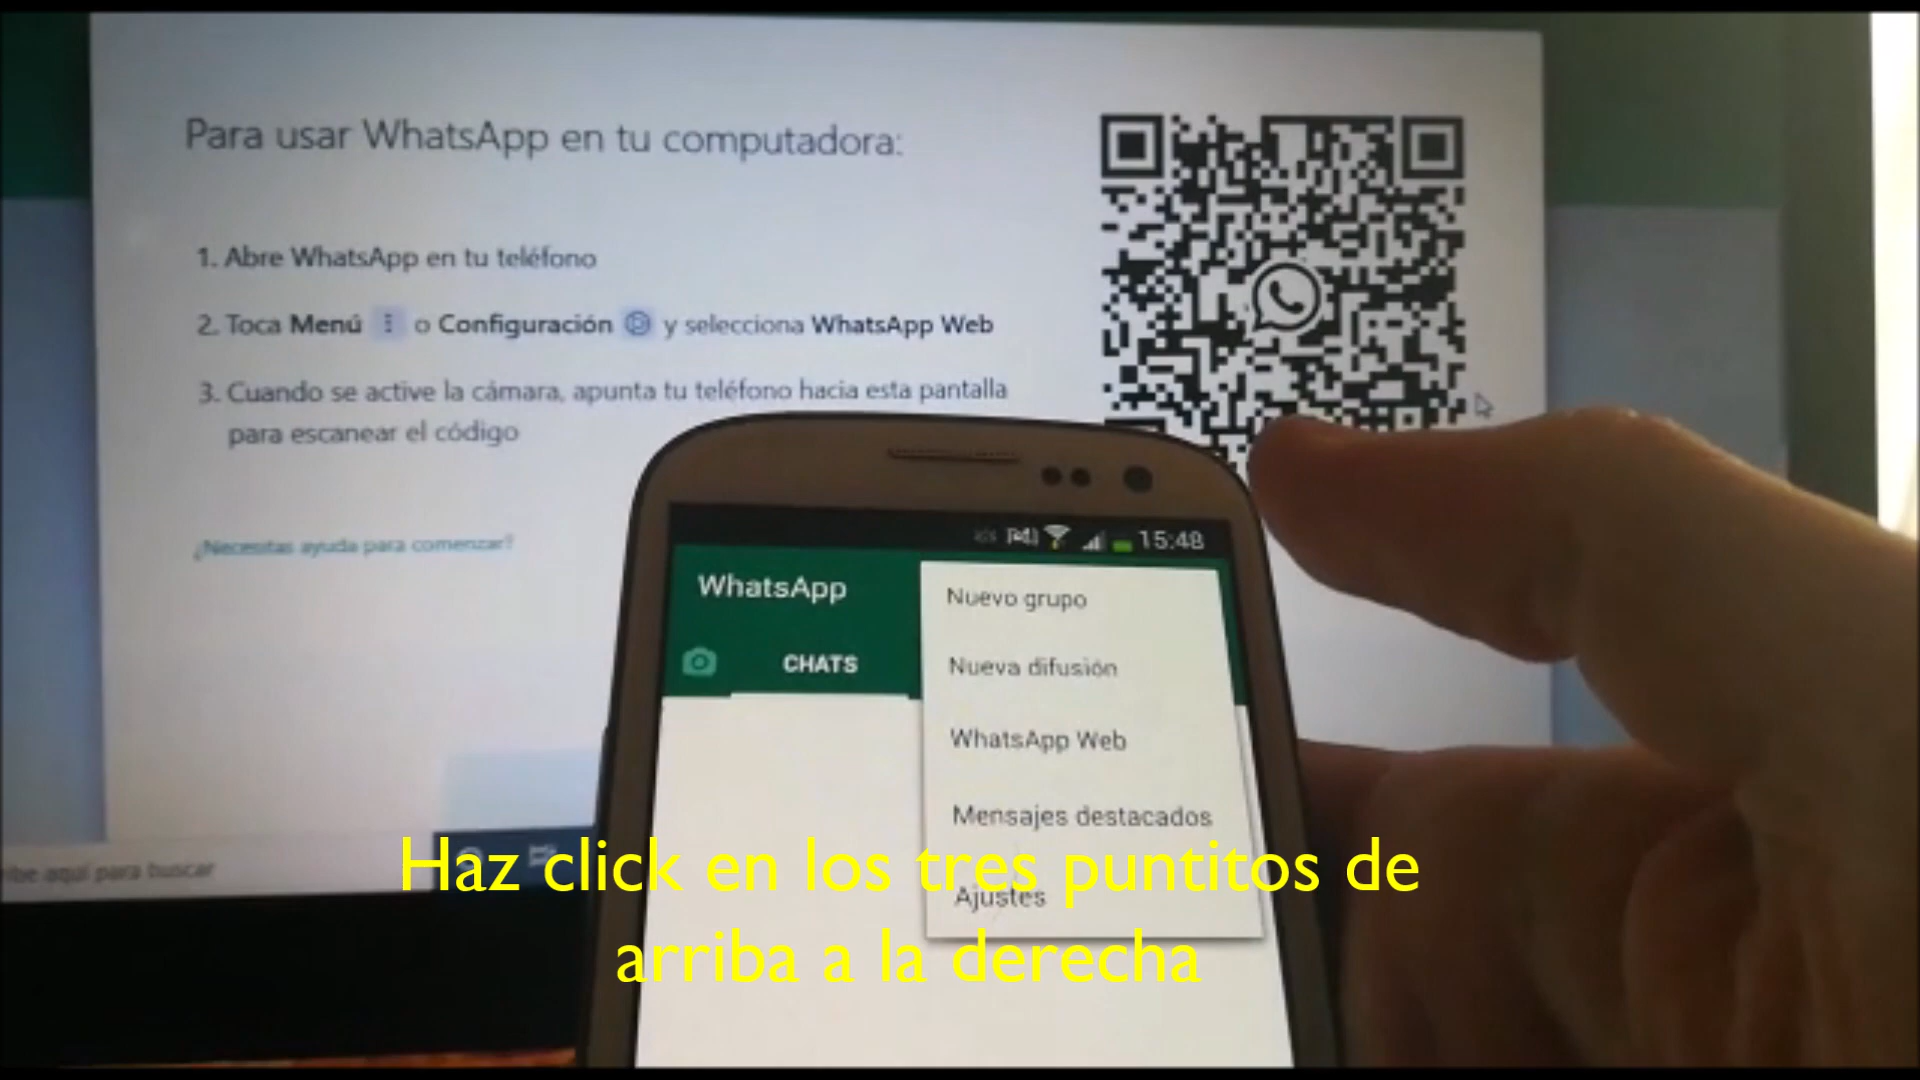 Para usar WhatsApp en tu computadora:
1. Abre WhatsApp en tu teléfono
2. Toca Menú o Configuración y selecciona WhatsApp Web
3. Cuando se active la cámara, apunta tu teléfono hacia esta pantalla
para escanear el código
¿Necesitas ayuda para comenzar?
15:48
WhatsApp
CHATS
Nuevo grupo
Nueva difusión
WhatsApp Web
Mensajes destacados
Ajustes
aquí para buscar
Haz click en los tres puntitos de
arriba a la derecha